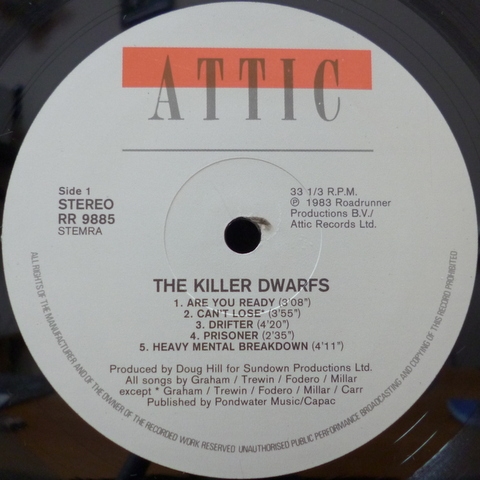 ATTIC
Side 1
STEREO
RR 9885
STEMRA
33 1/3 R.P.M.
℗ 1983 Roadrunner
Productions B.V./
Attic Records Ltd.
THE KILLER DWARFS
1. ARE YOU READY (3'08")
2. CAN'T LOSE* (3'55")
3. DRIFTER (4'20")
4. PRISONER (2'35")
5. HEAVY MENTAL BREAKDOWN (4'11")
Produced by Doug Hill for Sundown Productions Ltd.
All songs by Graham / Trewin / Fodero / Millar
except * Graham / Trewin / Fodero / Millar / Carr
Published by Pondwater Music/Capac
ALL RIGHTS OF THE MANUFACTURER AND OF THE OWNER OF THE RECORDED WORK RESERVED UNAUTHORISED PUBLIC PERFORMANCE BROADCASTING AND COPYING OF THIS RECORD PROHIBITED